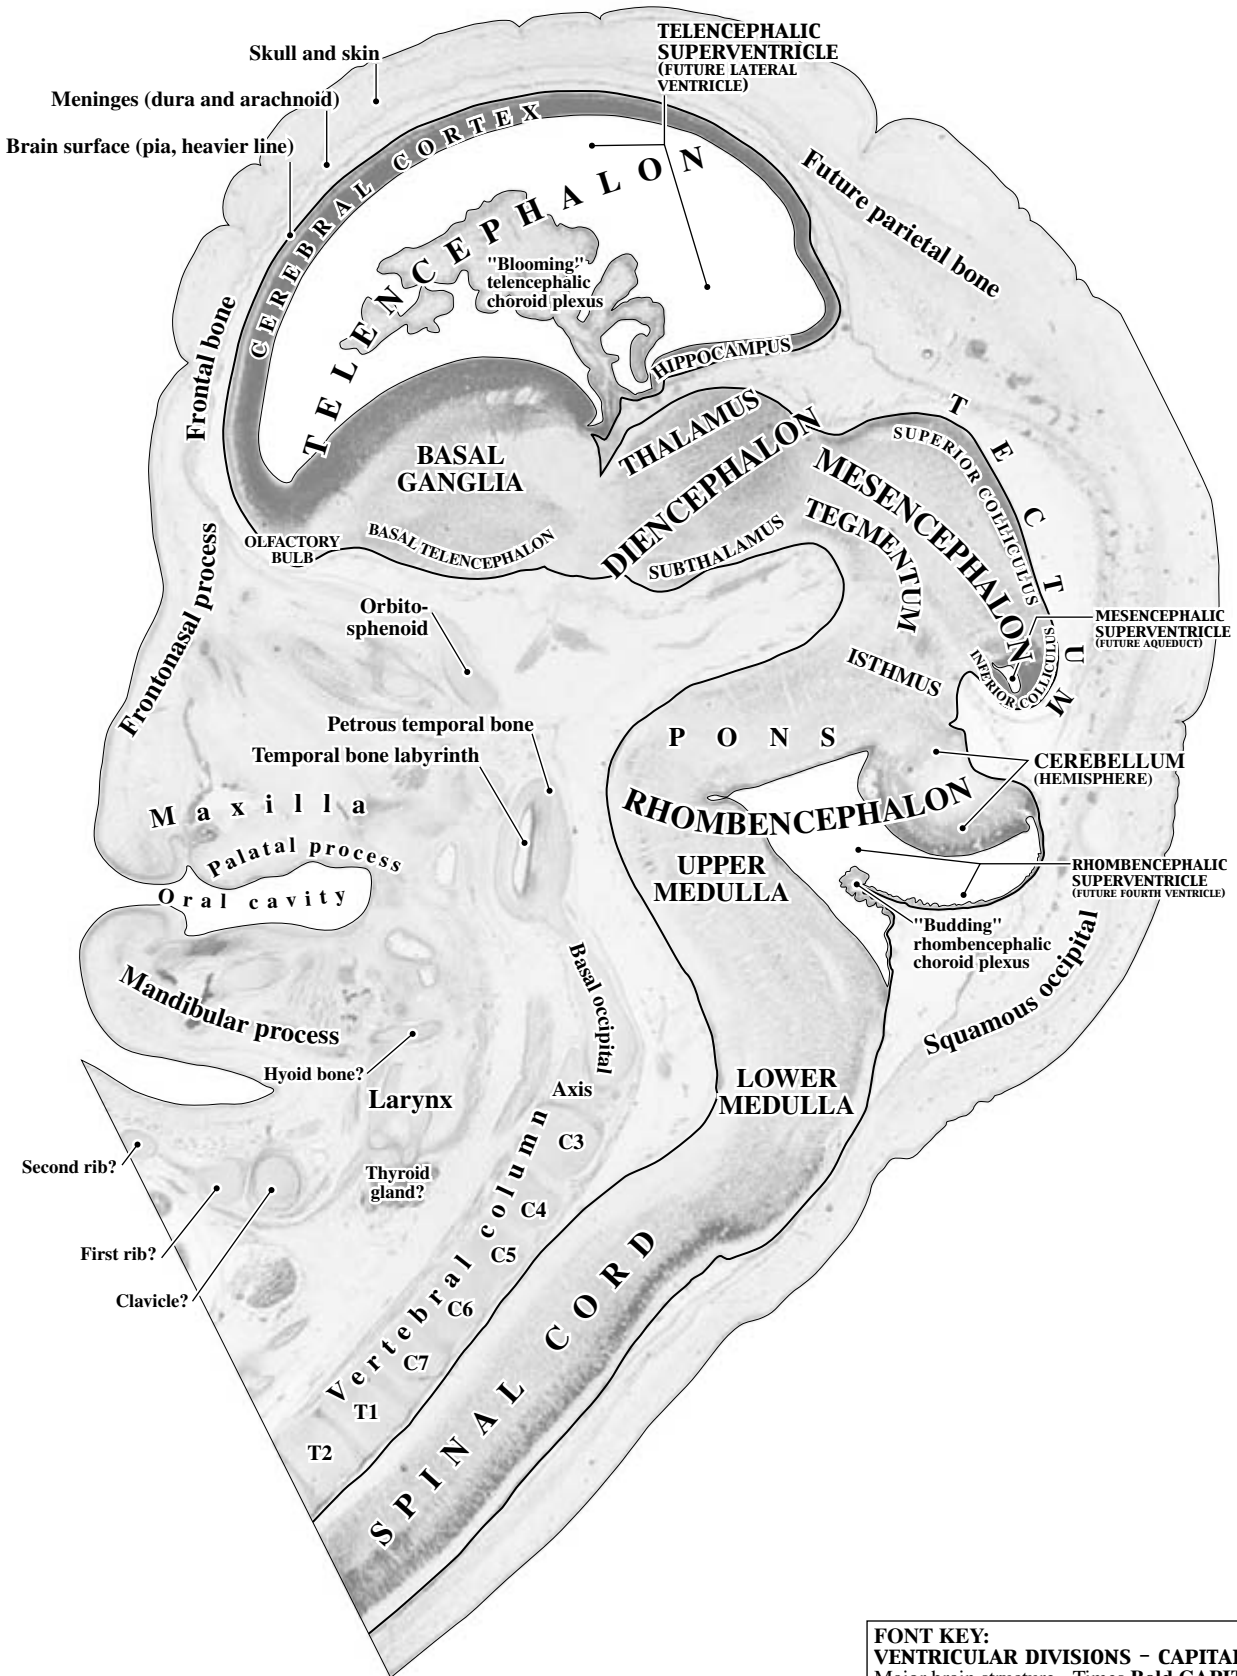 TELENCEPHALIC
SUPERVENTRICLE
(FUTURE LATERAL
VENTRICLE)
Skull and skin
Meninges (dura and arachnoid)
Brain surface (pia, heavier line)
CEREBRAL CORTEX
TELENCEPHALON
"Blooming"
telencephalic
choroid plexus
Future parietal bone
Frontal bone
HIPPOCAMPUS
THALAMUS
DIENCEPHALON
SUBTHALAMUS
BASAL
GANGLIA
BASAL TELENCEPHALON
OLFACTORY
BULB
TECTUM
SUPERIOR COLLICULUS
MESENCEPHALON
TEGMENTUM
INFERIOR COLLICULUS
MESENCEPHALIC
SUPERVENTRICLE
(FUTURE AQUEDUCT)
ISTHMUS
Frontonasal process
Orbito-
sphenoid
Petrous temporal bone
Temporal bone labyrinth
PONS
CEREBELLUM
(HEMISPHERE)
RHOMBENCEPHALON
Maxilla
Palatal process
Oral cavity
UPPER
MEDULLA
RHOMBENCEPHALIC
SUPERVENTRICLE
(FUTURE FOURTH VENTRICLE)
"Budding"
rhombencephalic
choroid plexus
Squamous occipital
Basal occipital
Mandibular process
Hyoid bone?
Larynx
Axis
LOWER
MEDULLA
C3
Second rib?
Thyroid
gland?
Vertebral column
C4
First rib?
C5
Clavicle?
C6
C7
T1
T2
SPINAL CORD
FONT KEY:
VENTRICULAR DIVISIONS – CAPITA